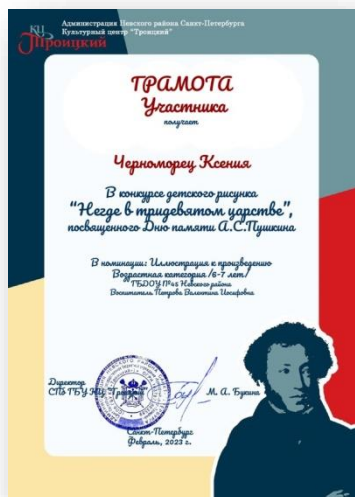 Администрация Невского района Санкт-Петербурга
Культурный центр "Троицкий"
КЦ
Троицкий
ГРАМОТА
Участника
получает
Черноморец Ксения
В конкурсе детского рисунка
"Негде в тридевятом царстве",
посвященного Дню памяти А.С.Пушкина
В номинации: Иллюстрация к произведению
Возрастная категория /6-7 лет/
ГБДОУ №45 Невского района
Воспитатель Петрова Валентина Иосифовна
Директор
СПб ГБУ КЦ "Троицкий" М. А. Букина
Санкт-Петербург
Февраль, 2023 г.